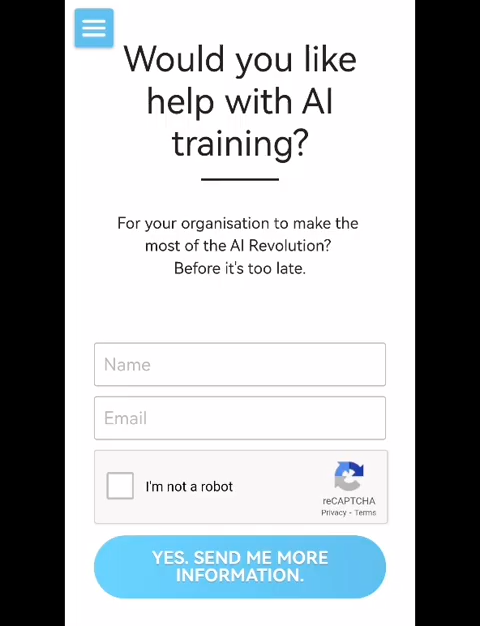 Would you like
help with AI
training?
For your organisation to make the
most of the AI Revolution?
Before it's too late.
Name
Email
I'm not a robot
reCAPTCHA
Privacy - Terms
YES. SEND ME MORE
INFORMATION.